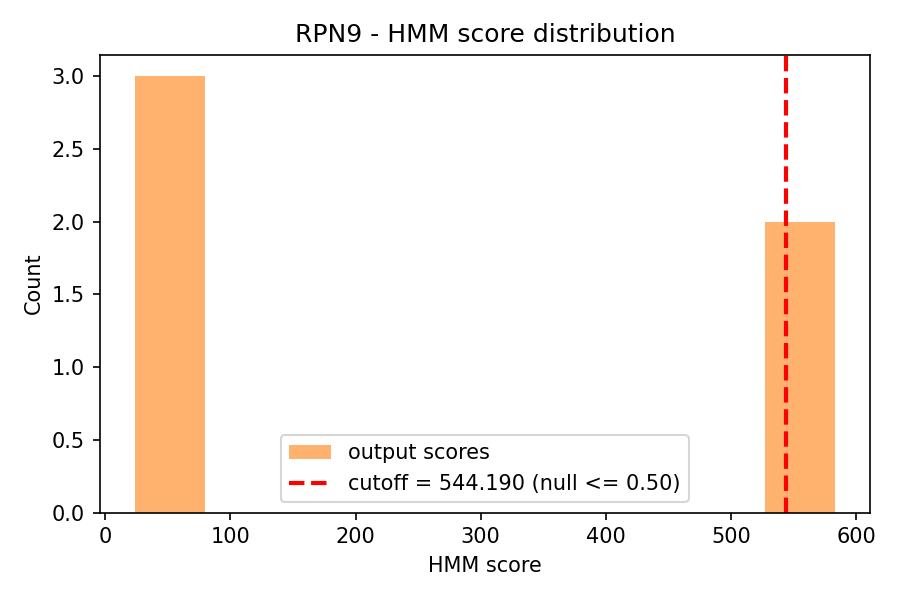 RPN9 - HMM score distribution
3.0
2.5
2.0
1.5
1.0
0.5
0.0
Count
output scores
cutoff = 544.190 (null <= 0.50)
0 100 200 300 400 500 600
HMM score